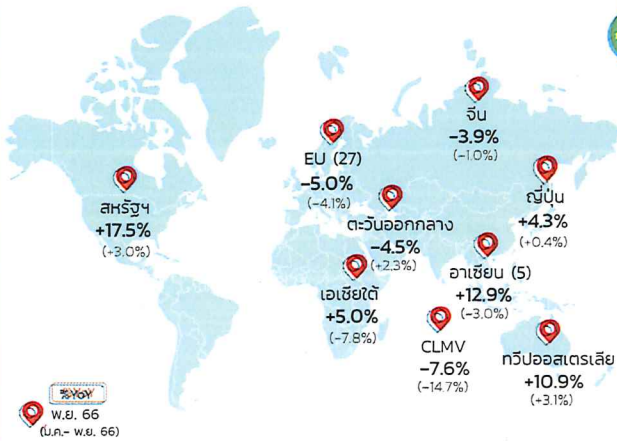 จีน
-3.9%
(-1.0%)
EU (27)
-5.0%
(-4.1%)
สหรัฐฯ
+17.5%
(+3.0%)
ญี่ปุ่น
+4.3%
(+0.4%)
ตะวันออกกลาง
-4.5%
(+2.3%)
อาเซียน (5)
+12.9%
(-3.0%)
เอเชียใต้
+5.0%
(-7.8%)
CLMV
-7.6%
(-14.7%)
ทวีปออสเตรเลีย
+10.9%
(+3.1%)
%YoY
พ.ย. 66
(ม.ค.- พ.ย. 66)